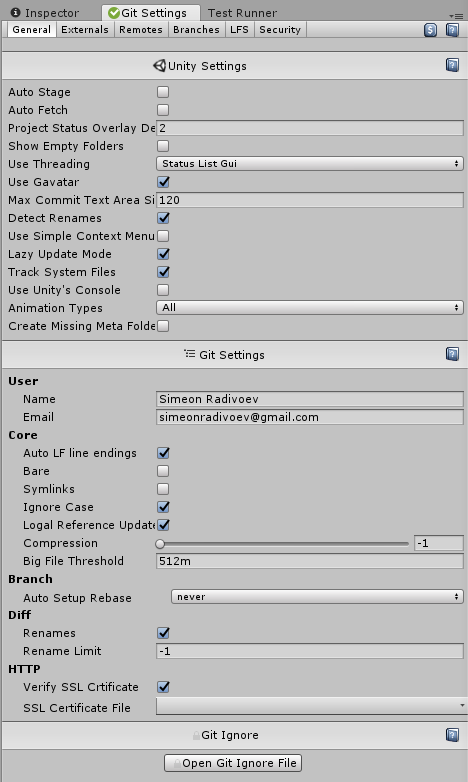 Inspector Git Settings Test Runner
General Externals Remotes Branches LFS Security
Unity Settings
Auto Stage
Auto Fetch
Project Status Overlay De 2
Show Empty Folders
Use Threading Status List Gui
Use Gavatar
Max Commit Text Area Si 120
Detect Renames
Use Simple Context Menu
Lazy Update Mode
Track System Files
Use Unity's Console
Animation Types All
Create Missing Meta Folde
Git Settings
User
Name Simeon Radivoev
Email simeonradivoev@gmail.com
Core
Auto LF line endings
Bare
Symlinks
Ignore Case
Logal Reference Update
Compression -1
Big File Threshold 512m
Branch
Auto Setup Rebase never
Diff
Renames
Rename Limit -1
HTTP
Verify SSL Crtificate
SSL Certificate File
Git Ignore
Open Git Ignore File